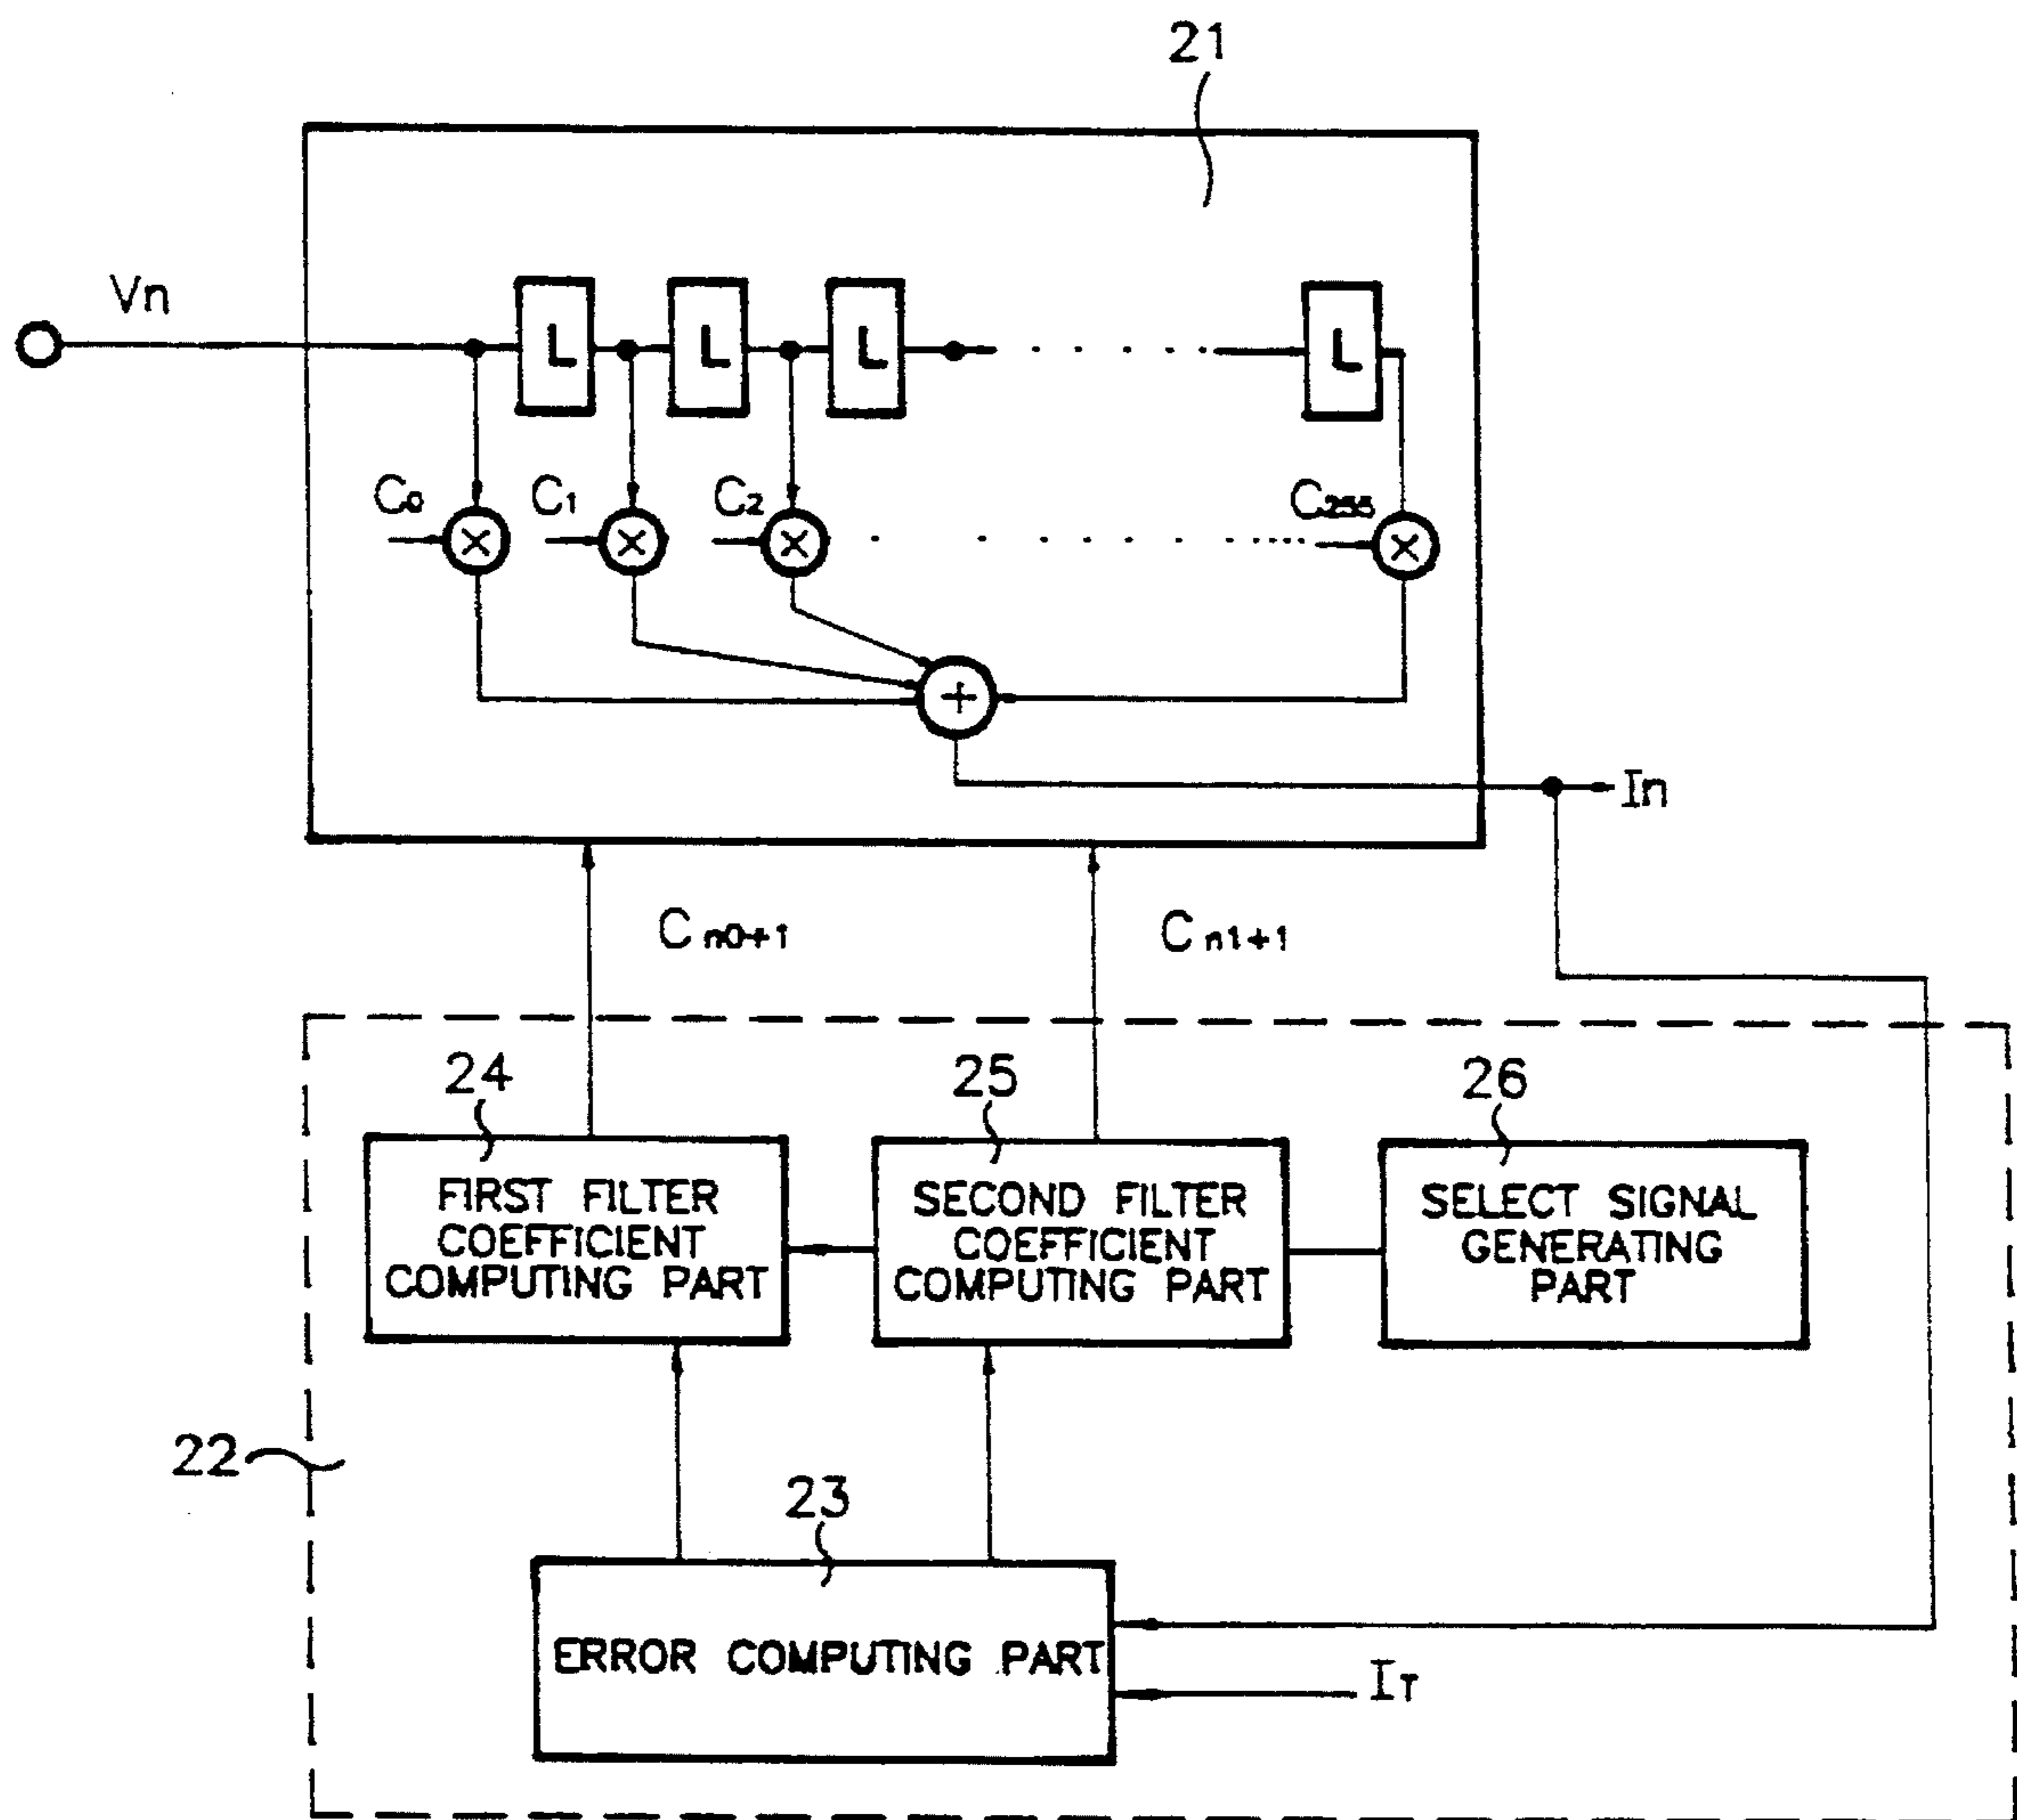 21
Vn
L L L L
C0 C1 C2 C255
In
Cn0+1 Cn1+1
24 25 26
FIRST FILTER
COEFFICIENT
COMPUTING PART
SECOND FILTER
COEFFICIENT
COMPUTING PART
SELECT SIGNAL
GENERATING
PART
22
23
ERROR COMPUTING PART
IT